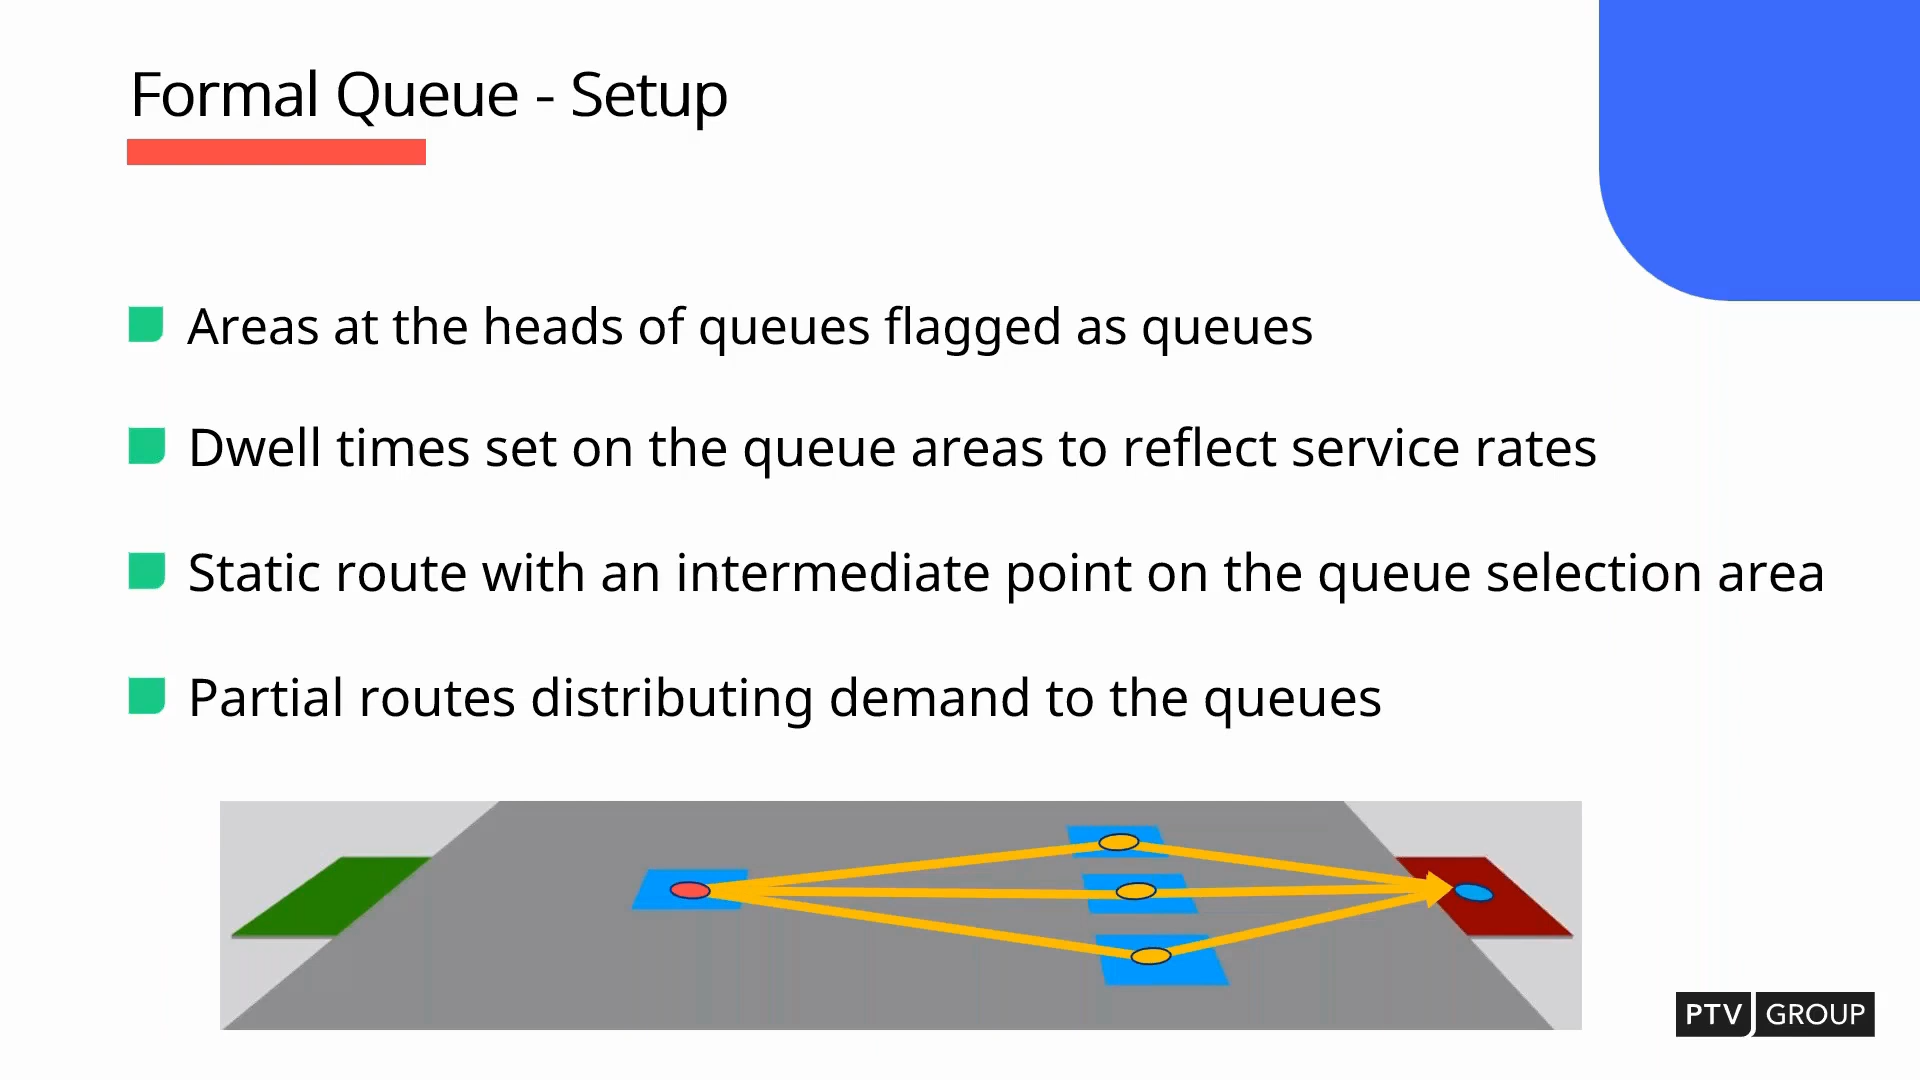 Formal Queue - Setup
Areas at the heads of queues flagged as queues
Dwell times set on the queue areas to reflect service rates
Static route with an intermediate point on the queue selection area
Partial routes distributing demand to the queues
PTV GROUP